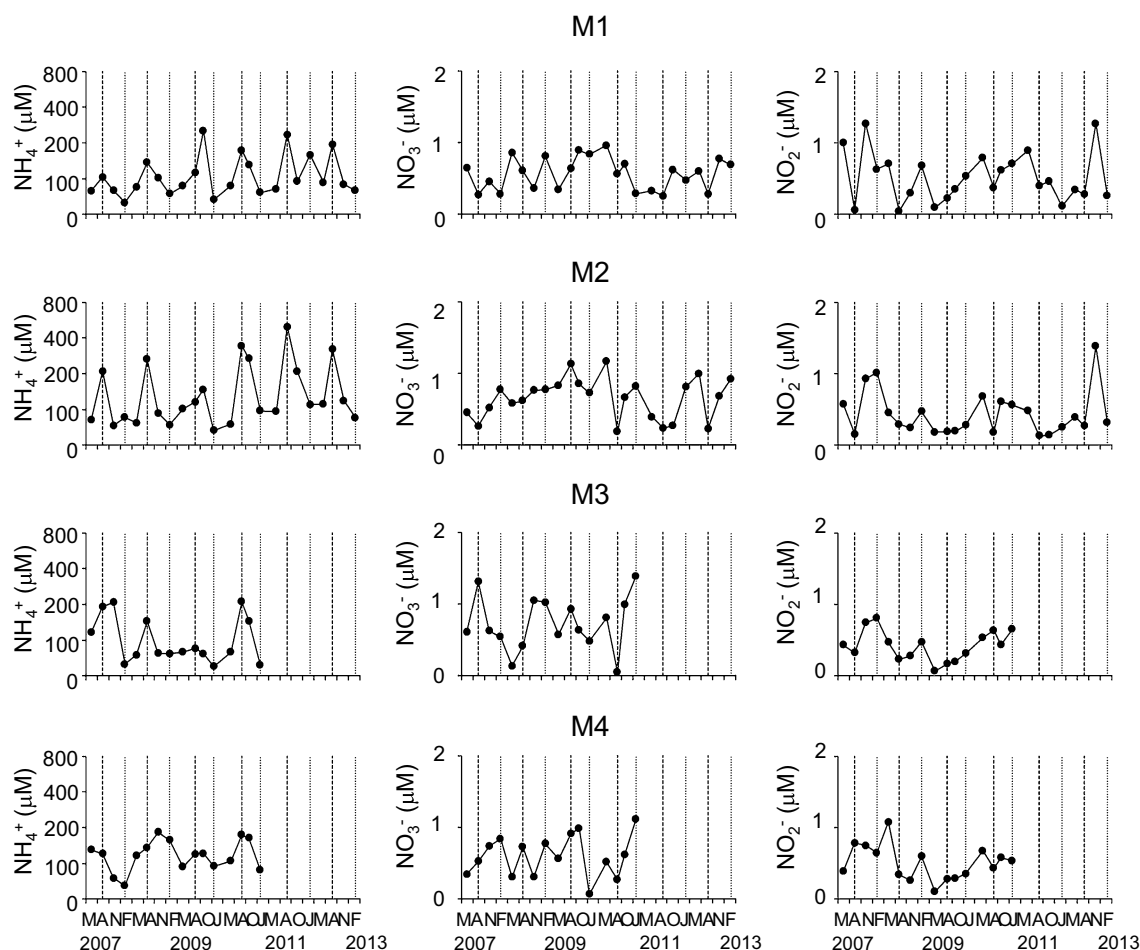 M1
NH₄⁺ (μM)
800
400
200
100
0
NO₃⁻ (μM)
2
1
0
NO₂⁻ (μM)
2
1
0
M2
NH₄⁺ (μM)
800
400
200
100
0
NO₃⁻ (μM)
2
1
0
NO₂⁻ (μM)
2
1
0
M3
NH₄⁺ (μM)
800
400
200
100
0
NO₃⁻ (μM)
2
1
0
NO₂⁻ (μM)
2
1
0
M4
NH₄⁺ (μM)
800
400
200
100
0
NO₃⁻ (μM)
2
1
0
NO₂⁻ (μM)
2
1
0
MANFMANFMAOJMAOJMAOJMANF
2007 2009 2011 2013
MANFMANFMAOJMAOJMAOJMANF
2007 2009 2011 2013
MANFMANFMAOJMAOJMAOJMANF
2007 2009 2011 2013